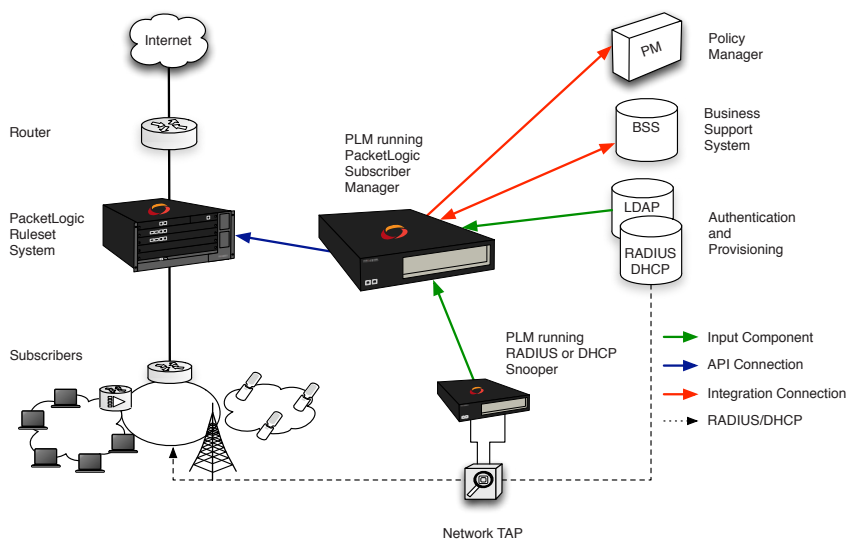 Internet
Router
PacketLogic
Ruleset
System
Subscribers
PLM running
PacketLogic
Subscriber
Manager
PM
Policy
Manager
BSS
Business
Support
System
LDAP
RADIUS
DHCP
Authentication
and
Provisioning
PLM running
RADIUS or DHCP
Snooper
Input Component
API Connection
Integration Connection
RADIUS/DHCP
Network TAP